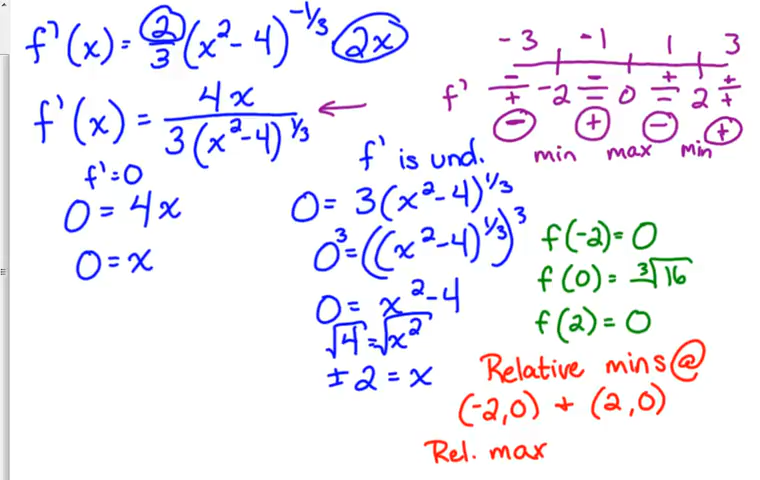 f'(x) = 2/3 (x² - 4)^(-1/3) 2x
f'(x) = 4x / 3(x² - 4)^(1/3) ←
f' = 0
0 = 4x
0 = x
-3 -1 1 3
f' -/+ -2 -/- 0 +/- 2 +/+
- + - +
min max min
f' is und.
0 = 3(x² - 4)^(1/3)
0³ = ((x² - 4)^(1/3))³
0 = x² - 4
√4 = √x²
± 2 = x
f(-2) = 0
f(0) = ³√16
f(2) = 0
Relative mins @
(-2,0) + (2,0)
Rel. max